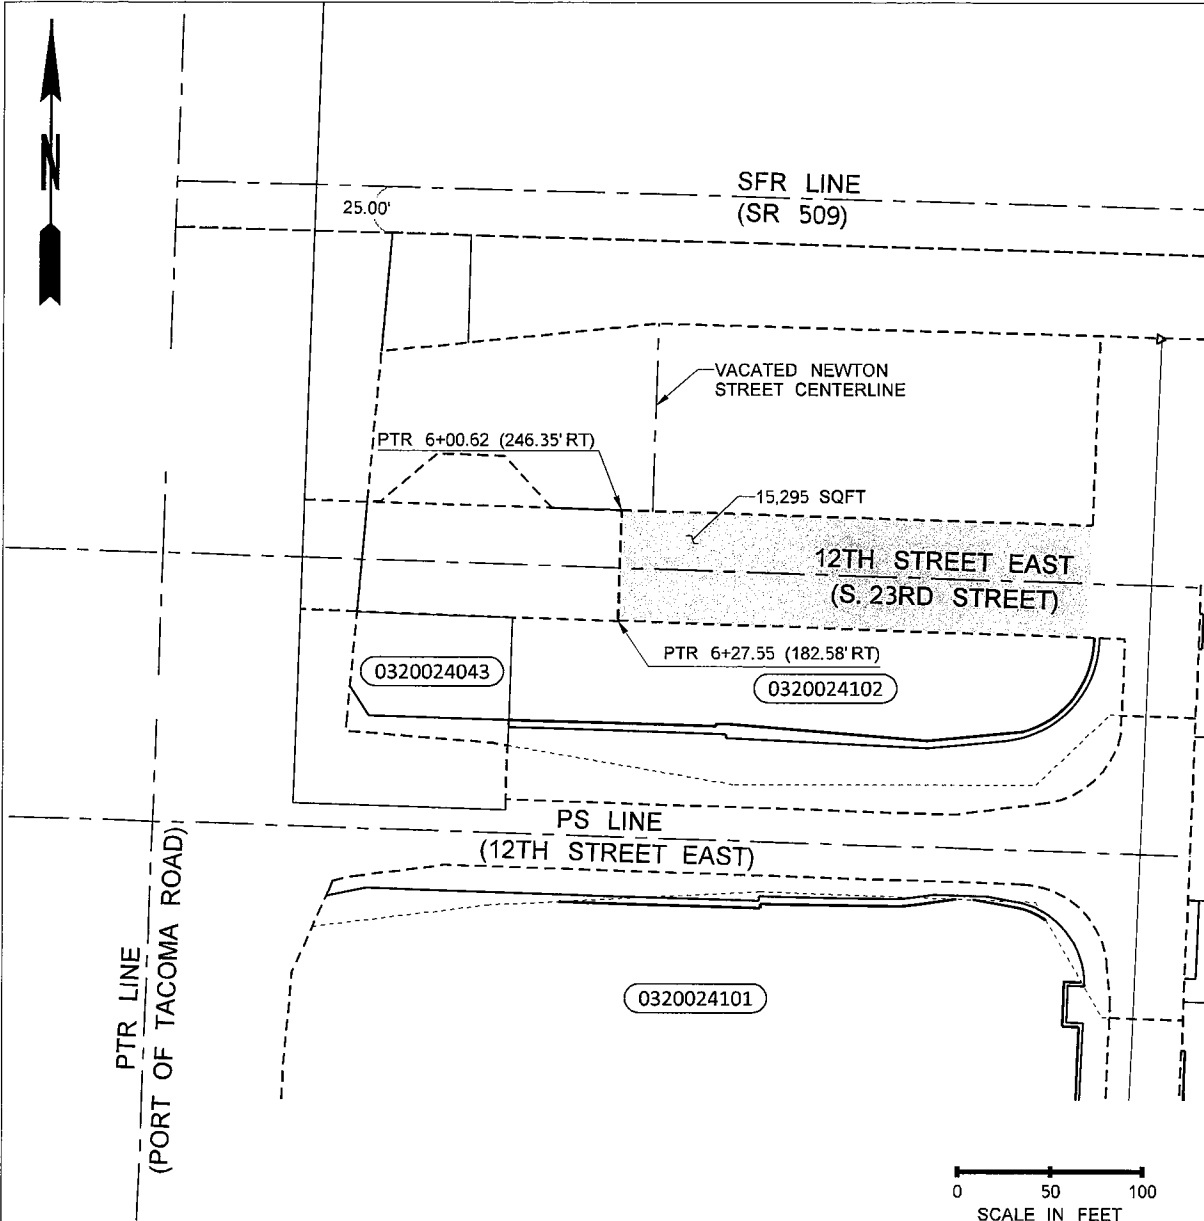 N
SFR LINE
(SR 509)
25.00'
VACATED NEWTON
STREET CENTERLINE
PTR 6+00.62 (246.35' RT)
15,295 SQFT
12TH STREET EAST
(S. 23RD STREET)
PTR 6+27.55 (182.58' RT)
0320024043
0320024102
PS LINE
(12TH STREET EAST)
PTR LINE
(PORT OF TACOMA ROAD)
0320024101
0 50 100
SCALE IN FEET